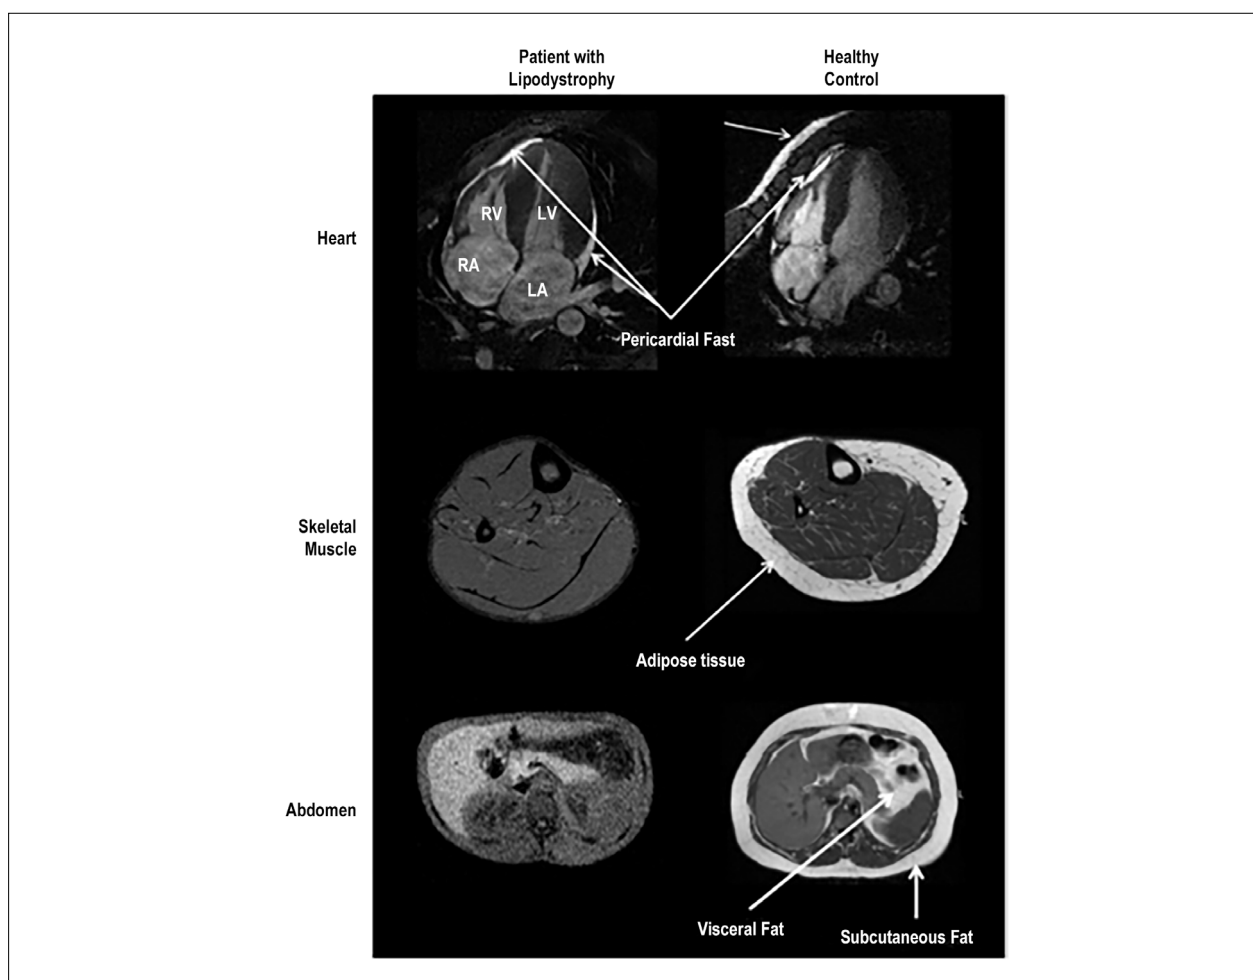 Patient with
Lipodystrophy
Healthy
Control
Heart
RV
LV
RA
LA
Pericardial Fast
Skeletal
Muscle
Adipose tissue
Abdomen
Visceral Fat
Subcutaneous Fat